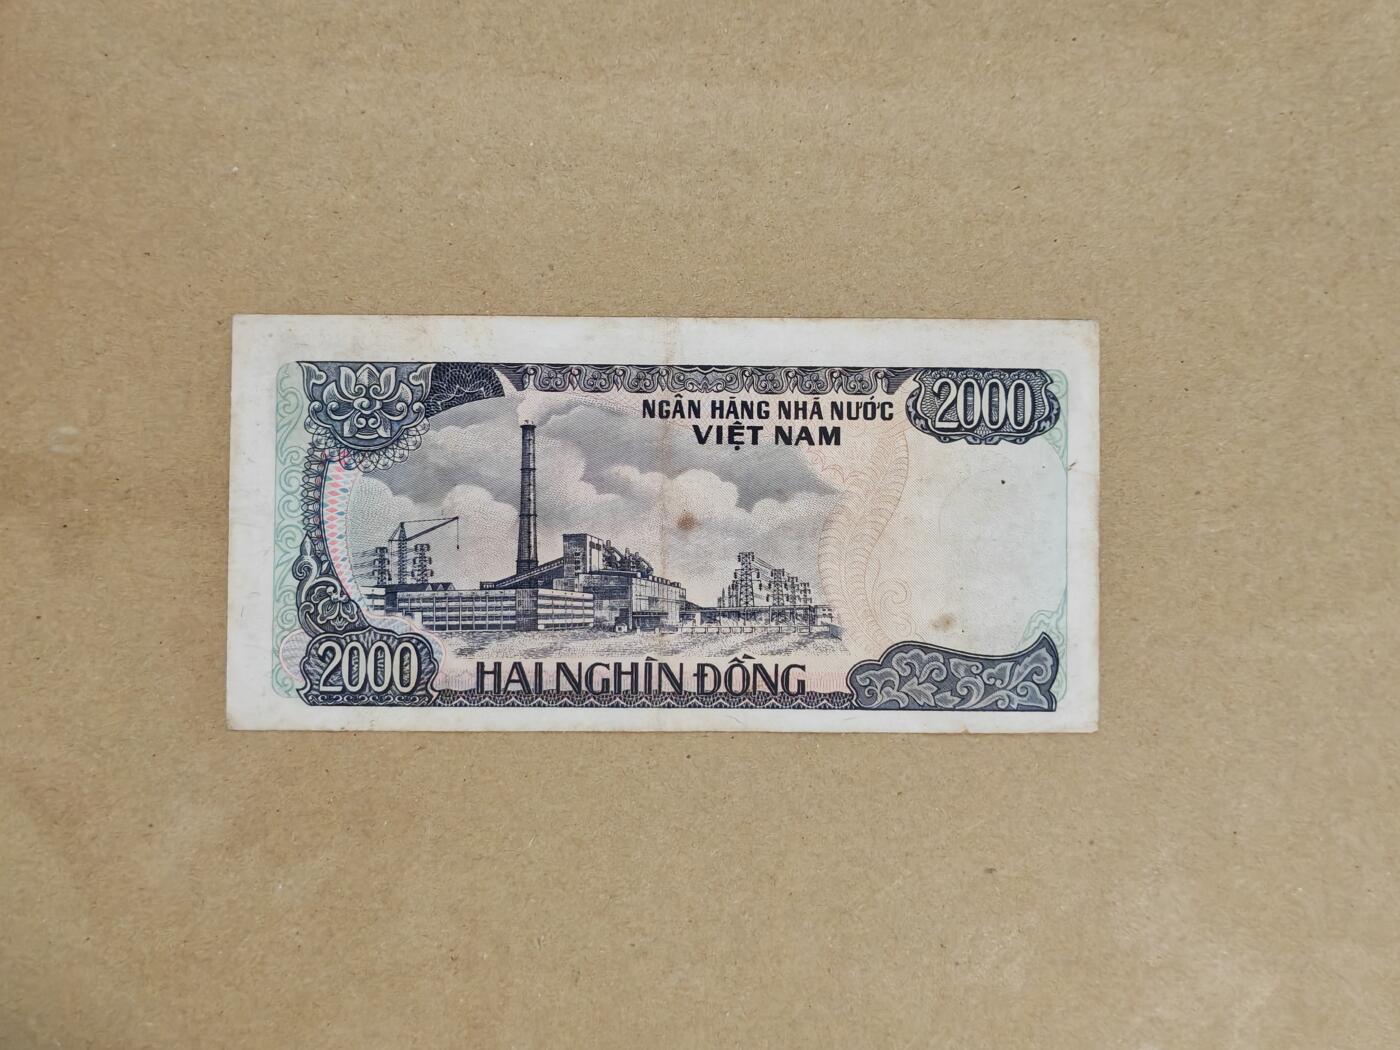 NGÂN HÀNG NHÀ NƯỚC
VIỆT NAM
2000
2000
HAI NGHÌN ĐỒNG